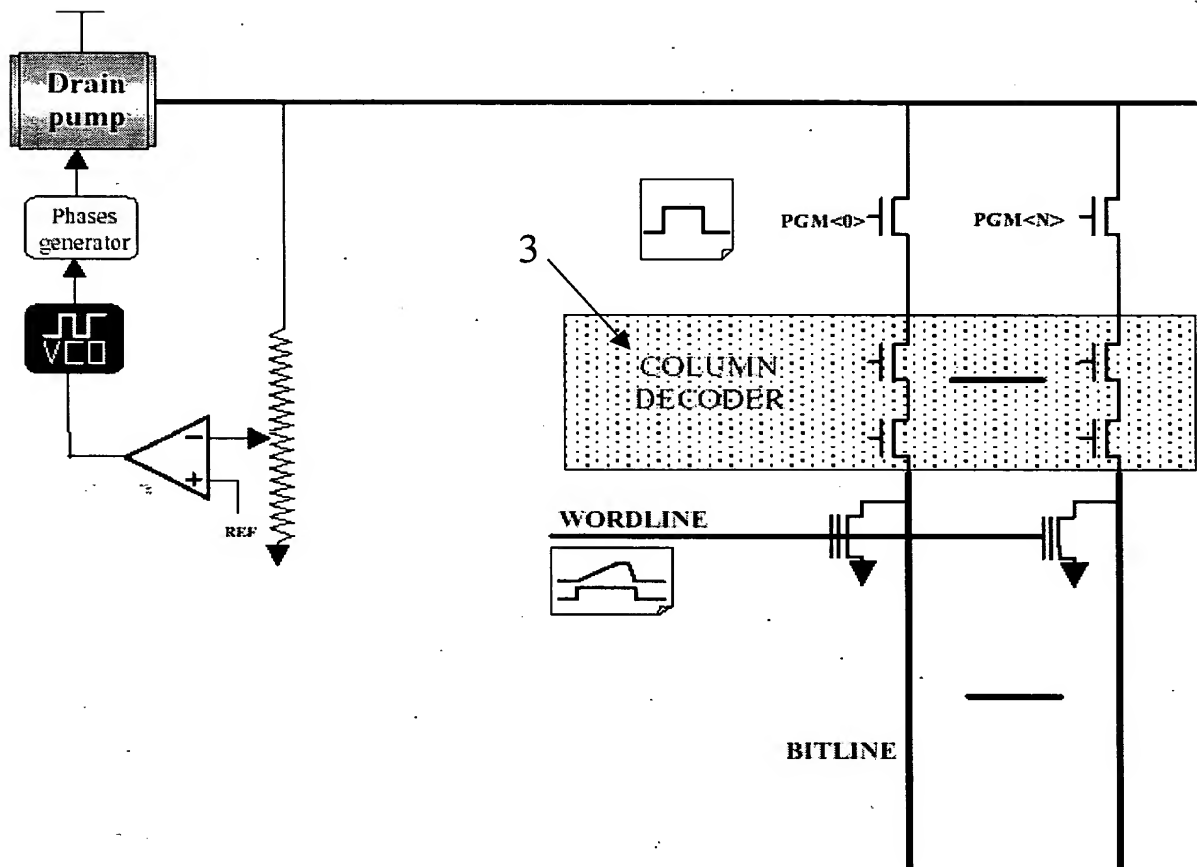 Drain
pump
Phases
generator
VCO
REF
PGM<0>
PGM<N>
3
COLUMN
DECODER
WORDLINE
BITLINE